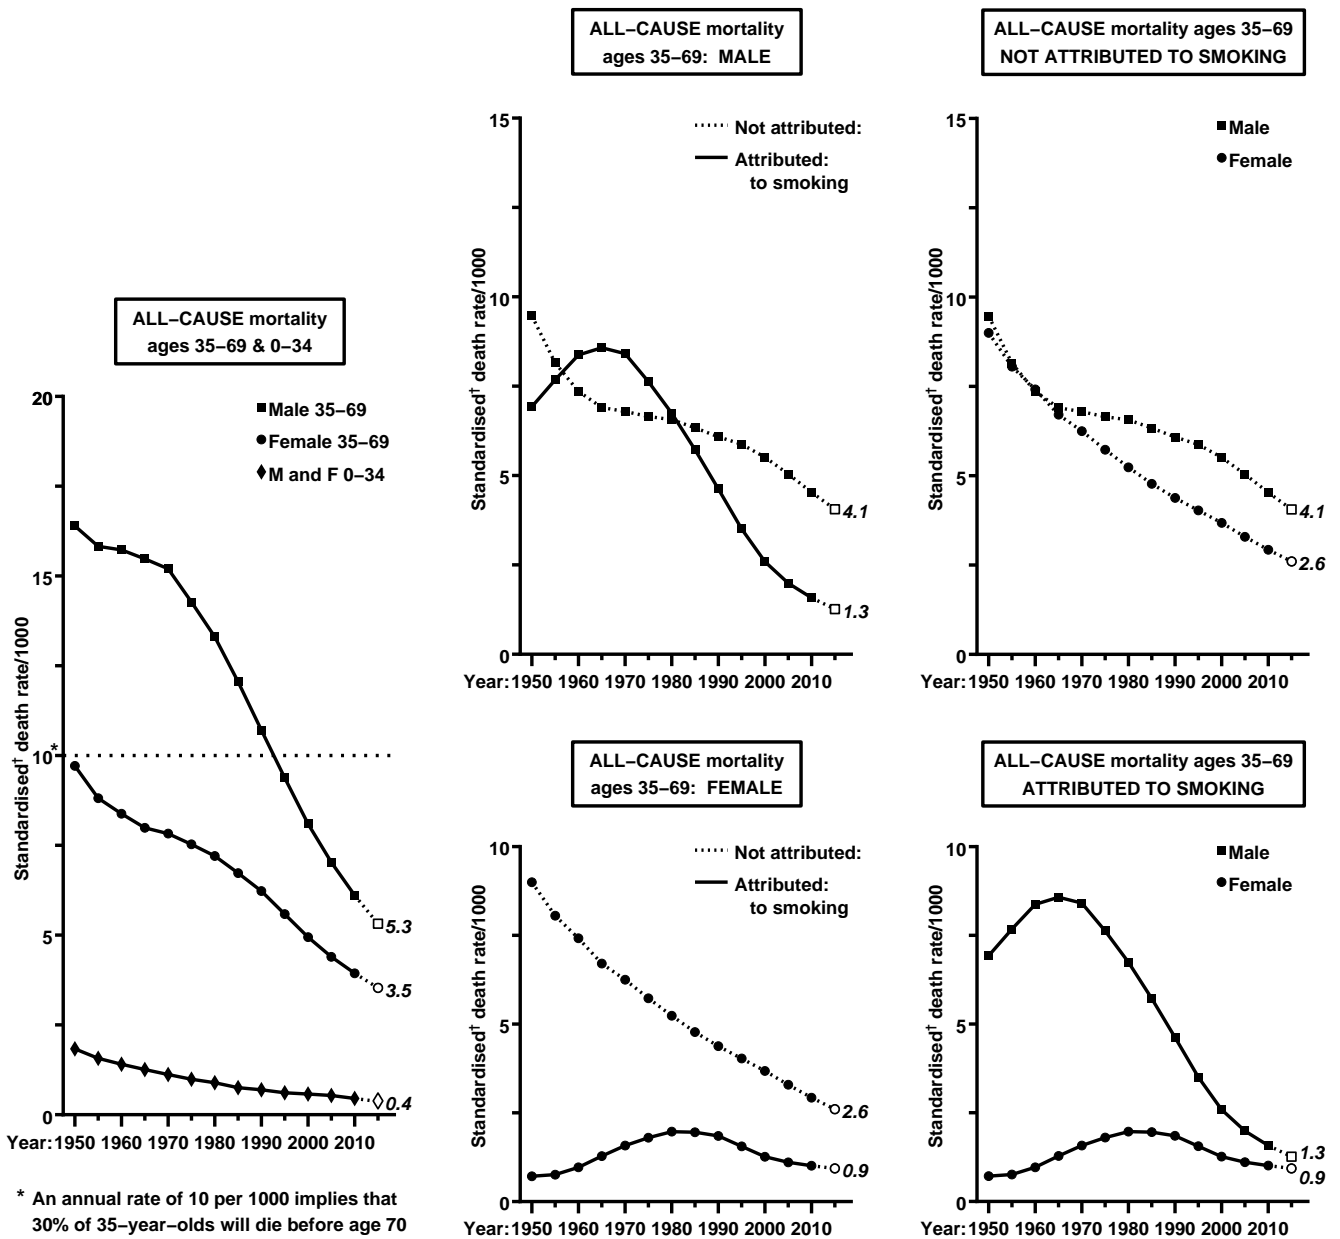 ALL−CAUSE mortality
ages 35−69 & 0−34
20
15
10
*
5
0
Standardised† death rate/1000
Male 35−69
Female 35−69
M and F 0−34
5.3
3.5
0.4
Year: 1950 1960 1970 1980 1990 2000 2010
* An annual rate of 10 per 1000 implies that
30% of 35−year−olds will die before age 70
ALL−CAUSE mortality
ages 35−69: MALE
15
10
5
0
Standardised† death rate/1000
Not attributed:
Attributed:
to smoking
4.1
1.3
Year: 1950 1960 1970 1980 1990 2000 2010
ALL−CAUSE mortality ages 35−69
NOT ATTRIBUTED TO SMOKING
15
10
5
0
Standardised† death rate/1000
Male
Female
4.1
2.6
Year: 1950 1960 1970 1980 1990 2000 2010
ALL−CAUSE mortality
ages 35−69: FEMALE
10
5
0
Standardised† death rate/1000
Not attributed:
Attributed:
to smoking
2.6
0.9
Year: 1950 1960 1970 1980 1990 2000 2010
ALL−CAUSE mortality ages 35−69
ATTRIBUTED TO SMOKING
10
5
0
Standardised† death rate/1000
Male
Female
1.3
0.9
Year: 1950 1960 1970 1980 1990 2000 2010